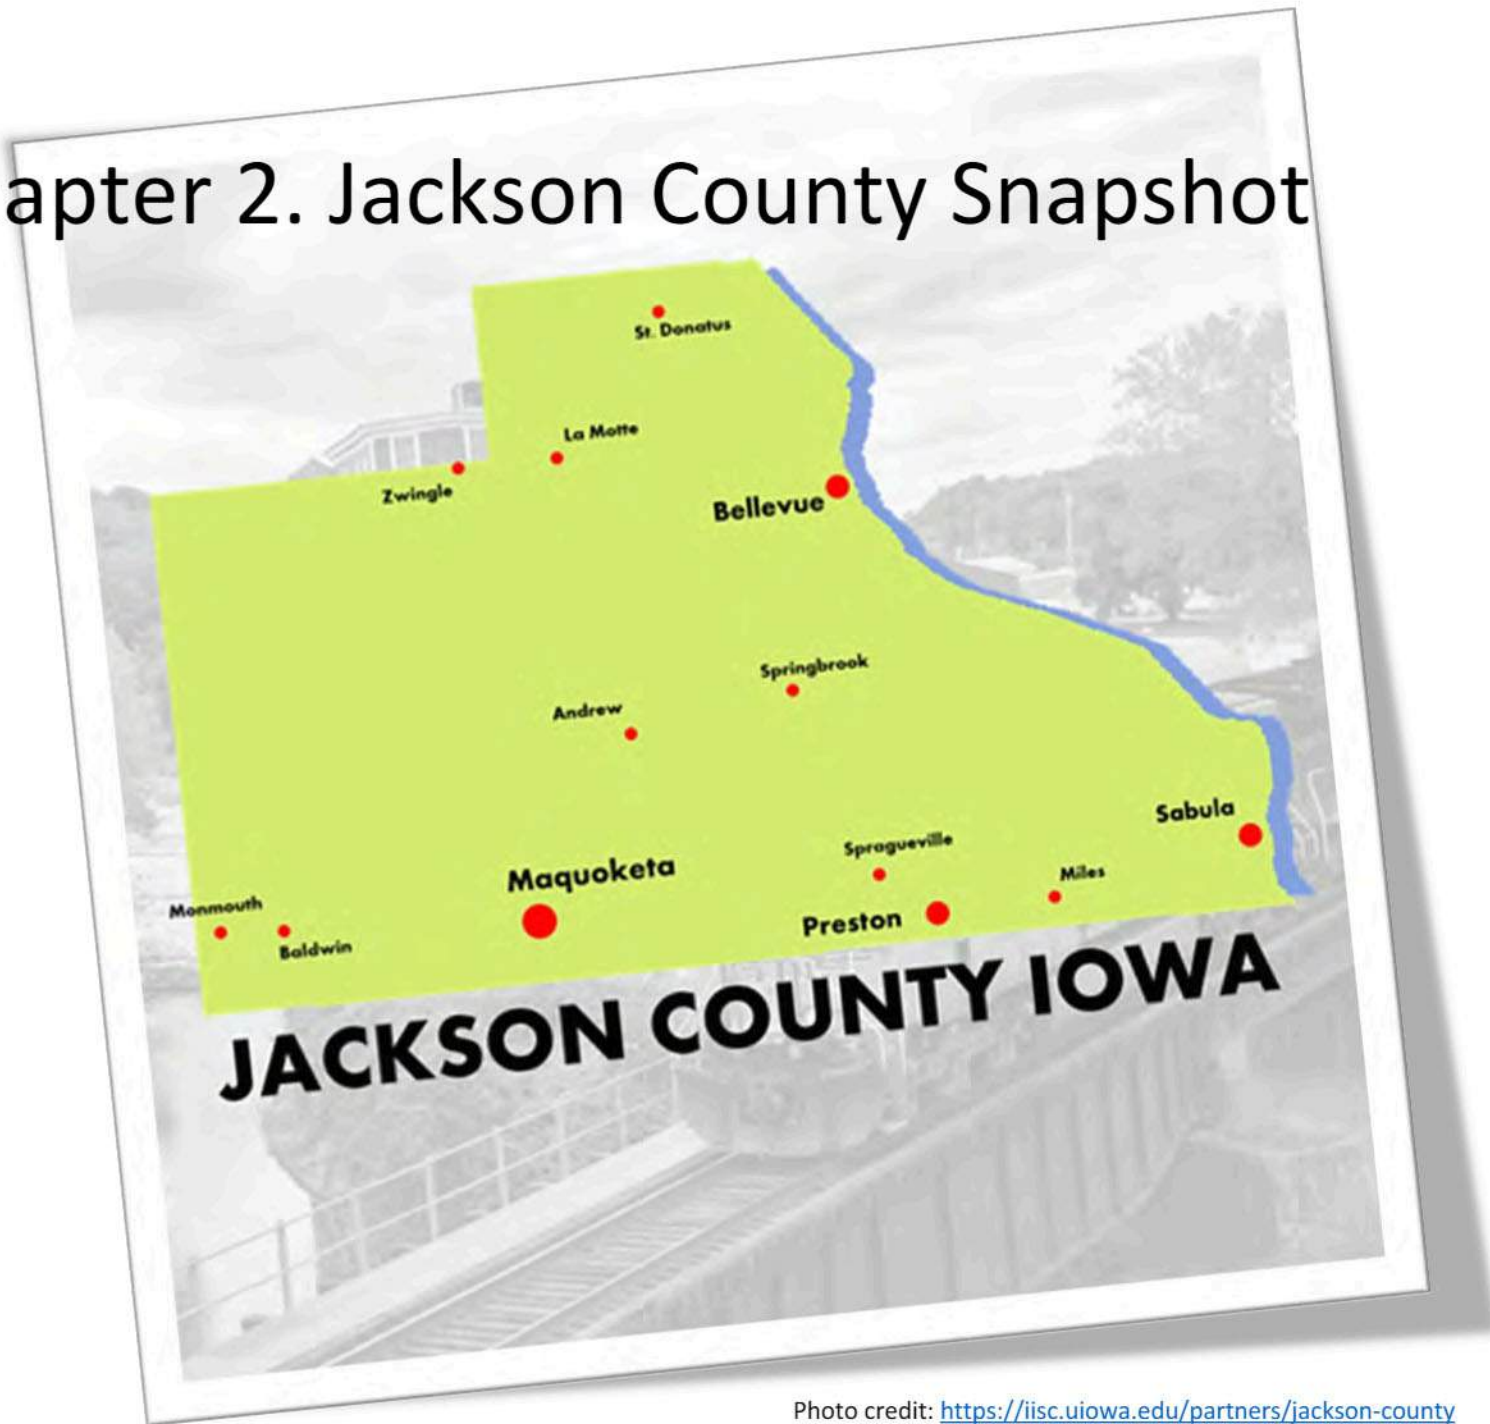 apter 2. Jackson County Snapshot
St. Donatus
La Motte
Zwingle
Bellevue
Springbrook
Andrew
Sabula
Spragueville
Maquoketa
Miles
Monmouth
Preston
Baldwin
JACKSON COUNTY IOWA
Photo credit: https://iisc.uiowa.edu/partners/jackson-county